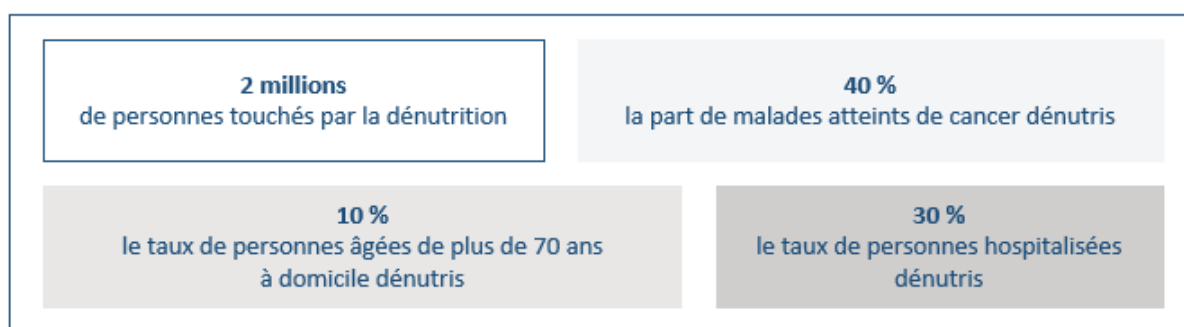 2 millions
de personnes touchés par la dénutrition
40 %
la part de malades atteints de cancer dénutris
10 %
le taux de personnes âgées de plus de 70 ans
à domicile dénutris
30 %
le taux de personnes hospitalisées
dénutris